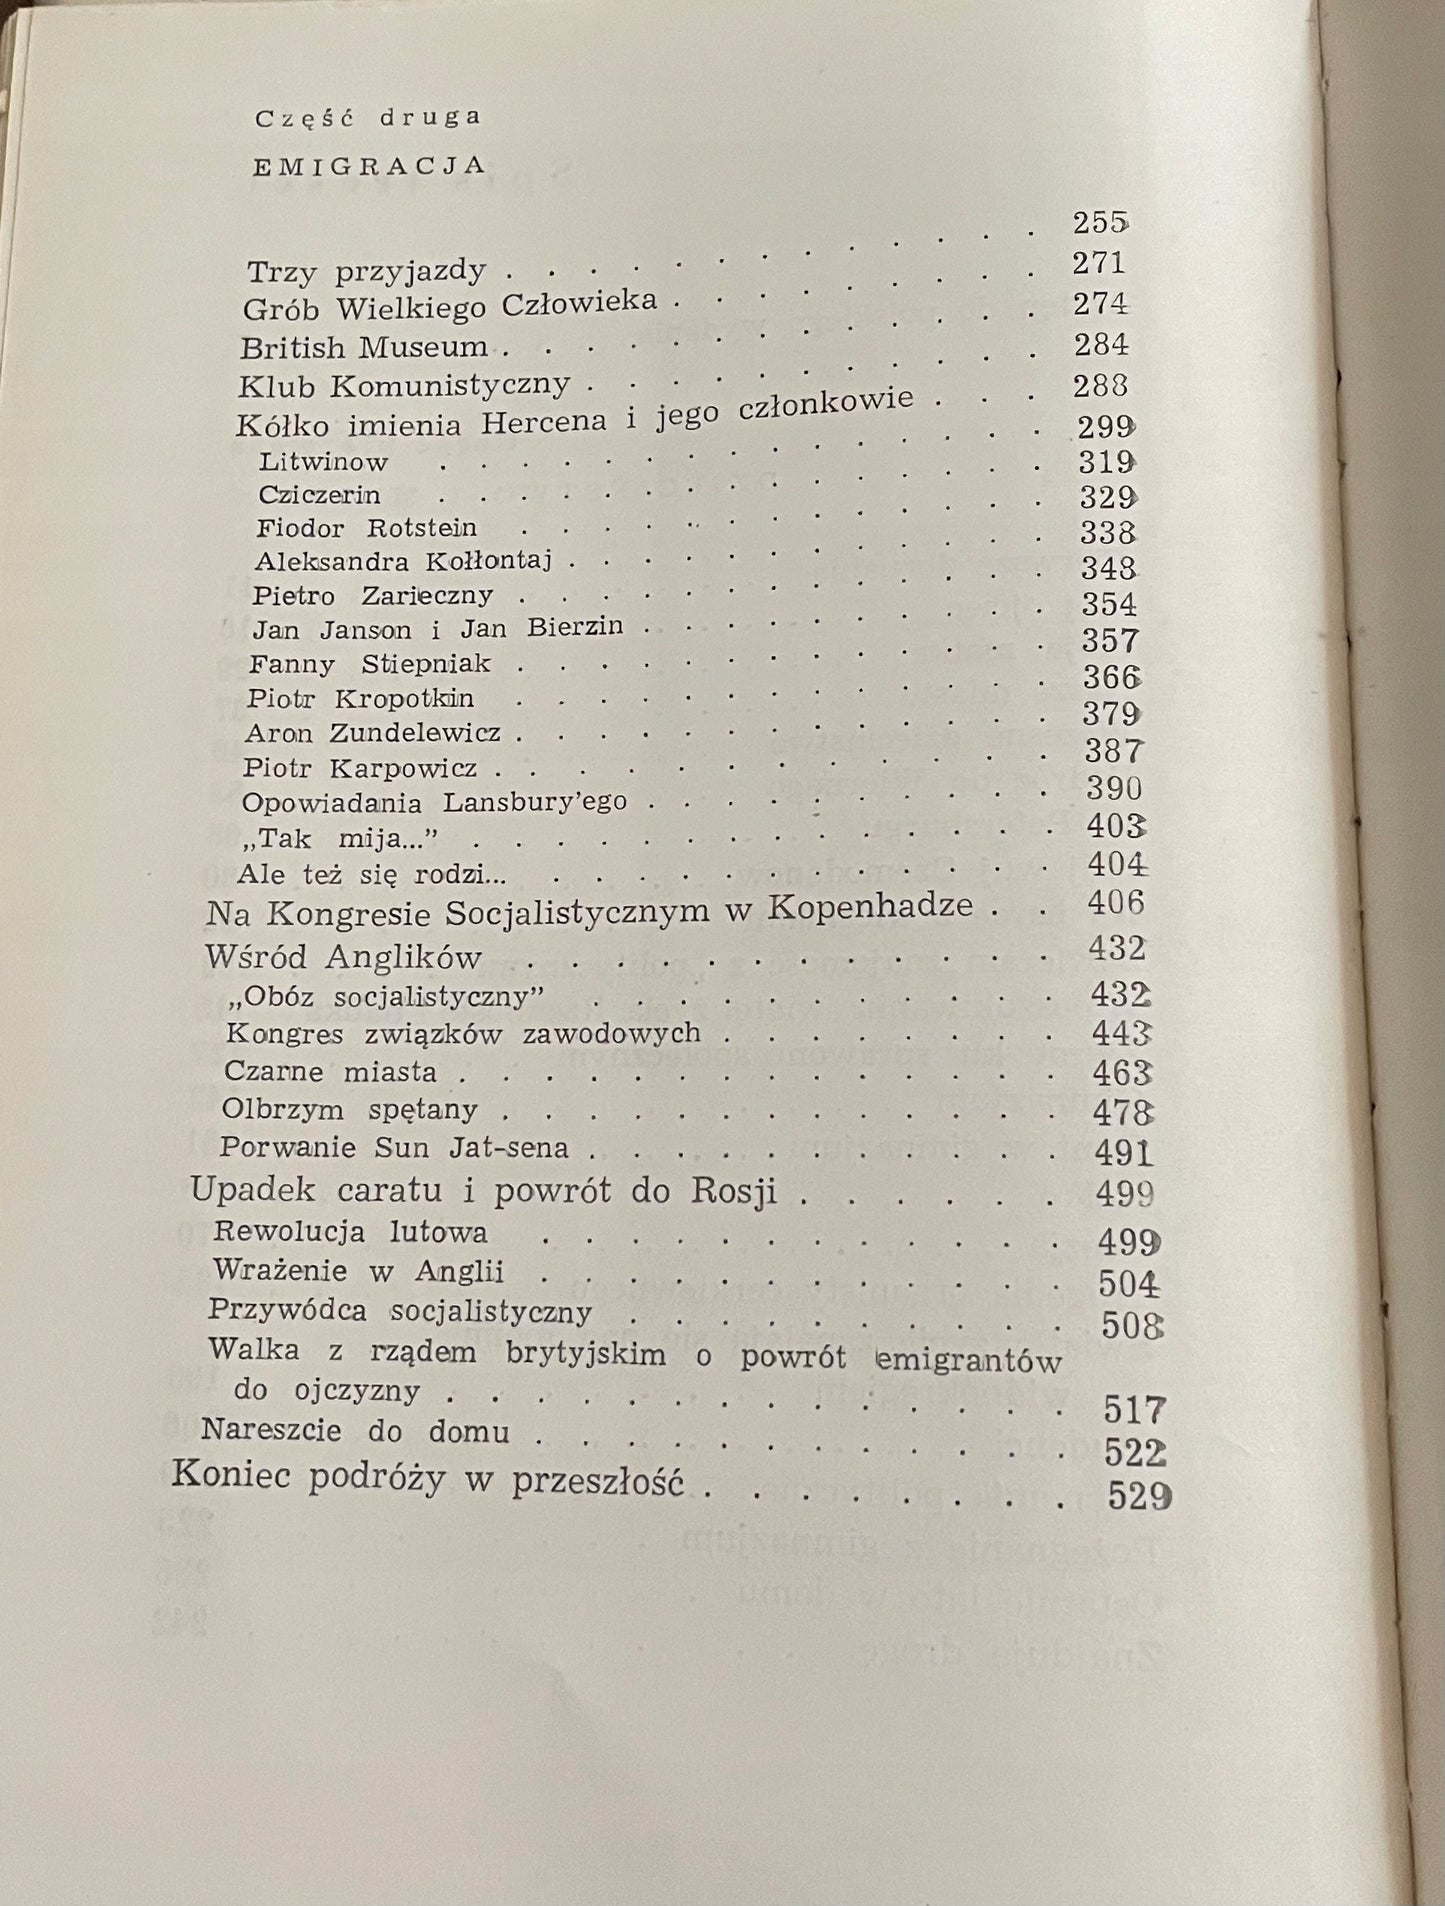 Część druga
EMIGRACJA
Trzy przyjazdy . . . . . . . . . . . . . 255
Grób Wielkiego Człowieka . . . . . . . . . 271
British Museum . . . . . . . . . . . . . 274
Klub Komunistyczny . . . . . . . . . . . 284
Kółko imienia Hercena i jego członkowie . . . 288
Litwinow . . . . . . . . . . . . . . . 299
Cziczerin . . . . . . . . . . . . . . . 319
Fiodor Rotstein . . . . . . . . . . . . . 329
Aleksandra Kołłontaj . . . . . . . . . . . . 338
Pietro Zarieczny . . . . . . . . . . . . . 348
Jan Janson i Jan Bierzin . . . . . . . . . . 354
Fanny Stiepniak . . . . . . . . . . . . . 357
Piotr Kropotkin . . . . . . . . . . . . . 366
Aron Zundelewicz . . . . . . . . . . . . . 379
Piotr Karpowicz . . . . . . . . . . . . . 387
Opowiadania Lansbury’ego . . . . . . . . . . 390
„Tak mija...” . . . . . . . . . . . . . . 403
Ale też się rodzi... . . . . . . . . . . . . 404
Na Kongresie Socjalistycznym w Kopenhadze . . 406
Wśród Anglików . . . . . . . . . . . . 432
„Obóz socjalistyczny” . . . . . . . . . . . 432
Kongres związków zawodowych . . . . . . . . 443
Czarne miasta . . . . . . . . . . . . . . 463
Olbrzym spętany . . . . . . . . . . . . . 478
Porwanie Sun Jat-sena . . . . . . . . . . . 491
Upadek caratu i powrót do Rosji . . . . . . 499
Rewolucja lutowa . . . . . . . . . . . . 499
Wrażenie w Anglii . . . . . . . . . . . . 504
Przywódca socjalistyczny . . . . . . . . . . 508
Walka z rządem brytyjskim o powrót emigrantów
do ojczyzny . . . . . . . . . . . . . . 517
Nareszcie do domu . . . . . . . . . . . . 522
Koniec podróży w przeszłość . . . . . . . . 529